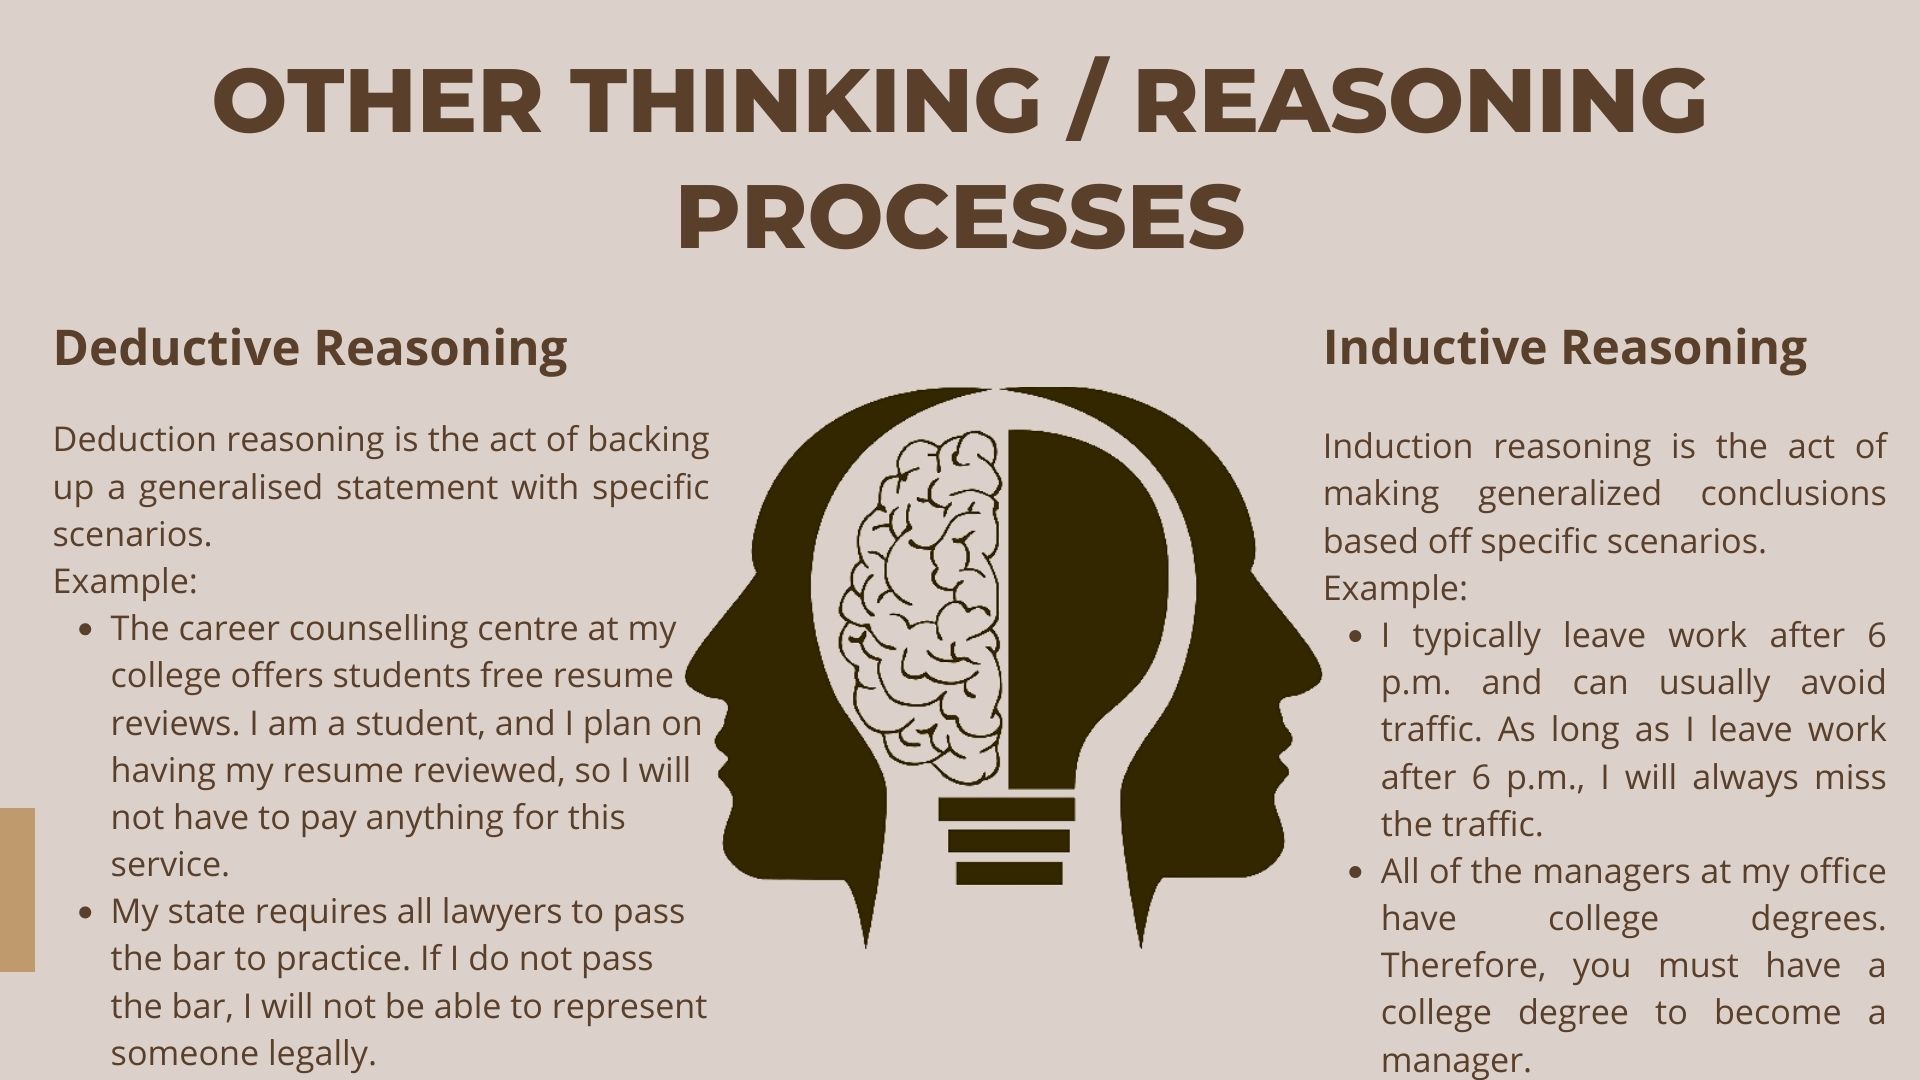 OTHER THINKING / REASONING
PROCESSES
Deductive Reasoning
Deduction reasoning is the act of backing
up a generalised statement with specific
scenarios.
Example:
• The career counselling centre at my
college offers students free resume
reviews. I am a student, and I plan on
having my resume reviewed, so I will
not have to pay anything for this
service.
• My state requires all lawyers to pass
the bar to practice. If I do not pass
the bar, I will not be able to represent
someone legally.
Inductive Reasoning
Induction reasoning is the act of
making generalized conclusions
based off specific scenarios.
Example:
• I typically leave work after 6
p.m. and can usually avoid
traffic. As long as I leave work
after 6 p.m., I will always miss
the traffic.
• All of the managers at my office
have college degrees.
Therefore, you must have a
college degree to become a
manager.